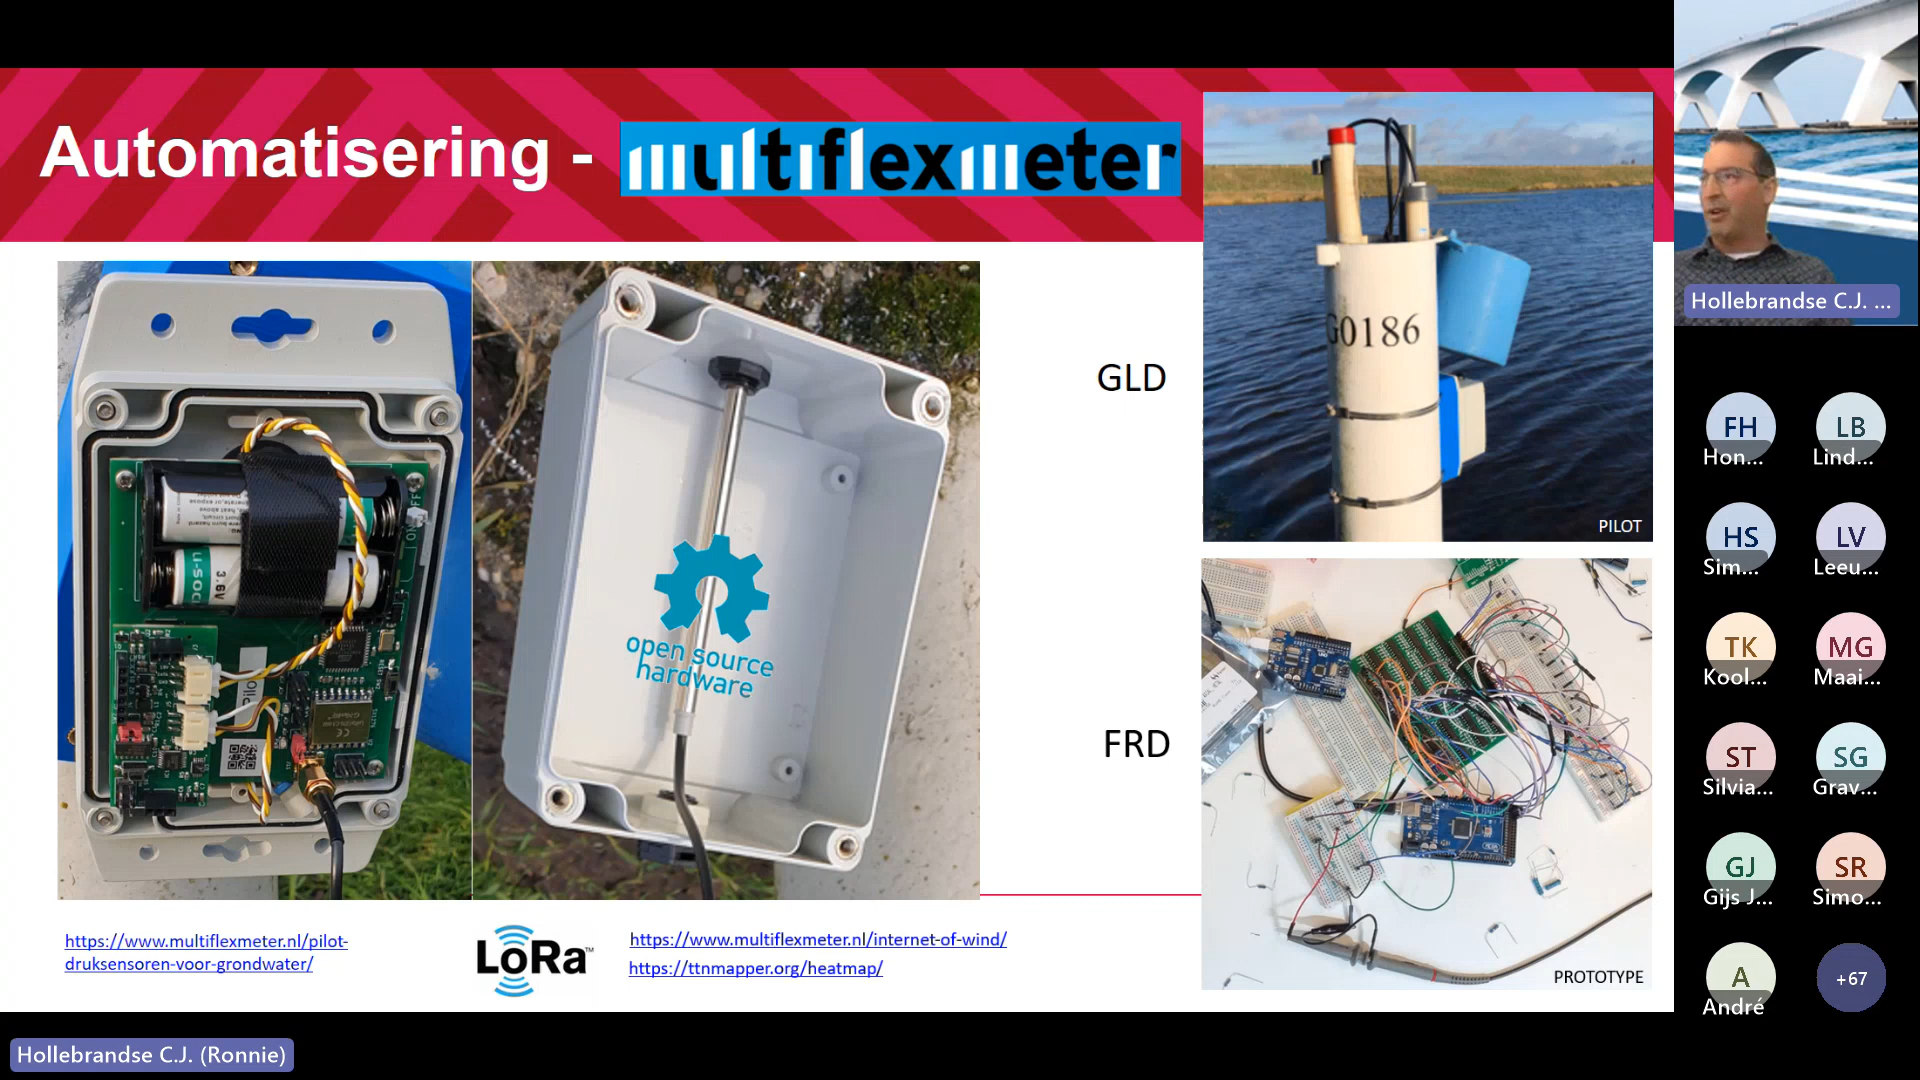 Automatisering -
multiflexmeter
GLD
FRD
G0186
PILOT
PROTOTYPE
3.6V
Pilo
open source
hardware
https://www.multiflexmeter.nl/pilot-
druksensoren-voor-grondwater/
LoRa™
https://www.multiflexmeter.nl/internet-of-wind/
https://ttnmapper.org/heatmap/
Hollebrandse C.J. ...
FH
Hon...
LB
Lind...
HS
Sim...
LV
Leeu...
TK
Kool...
MG
Maai...
ST
Silvia...
SG
Grav...
GJ
Gijs J...
SR
Simo...
A
André
+67
Hollebrandse C.J. (Ronnie)